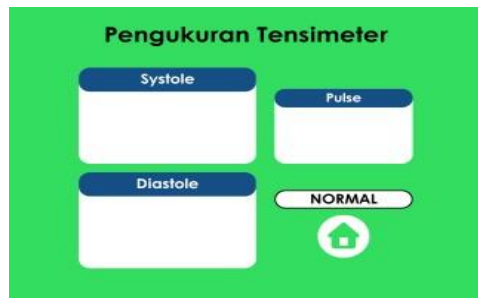 Pengukuran Tensimeter
Systole
Pulse
Diastole
NORMAL